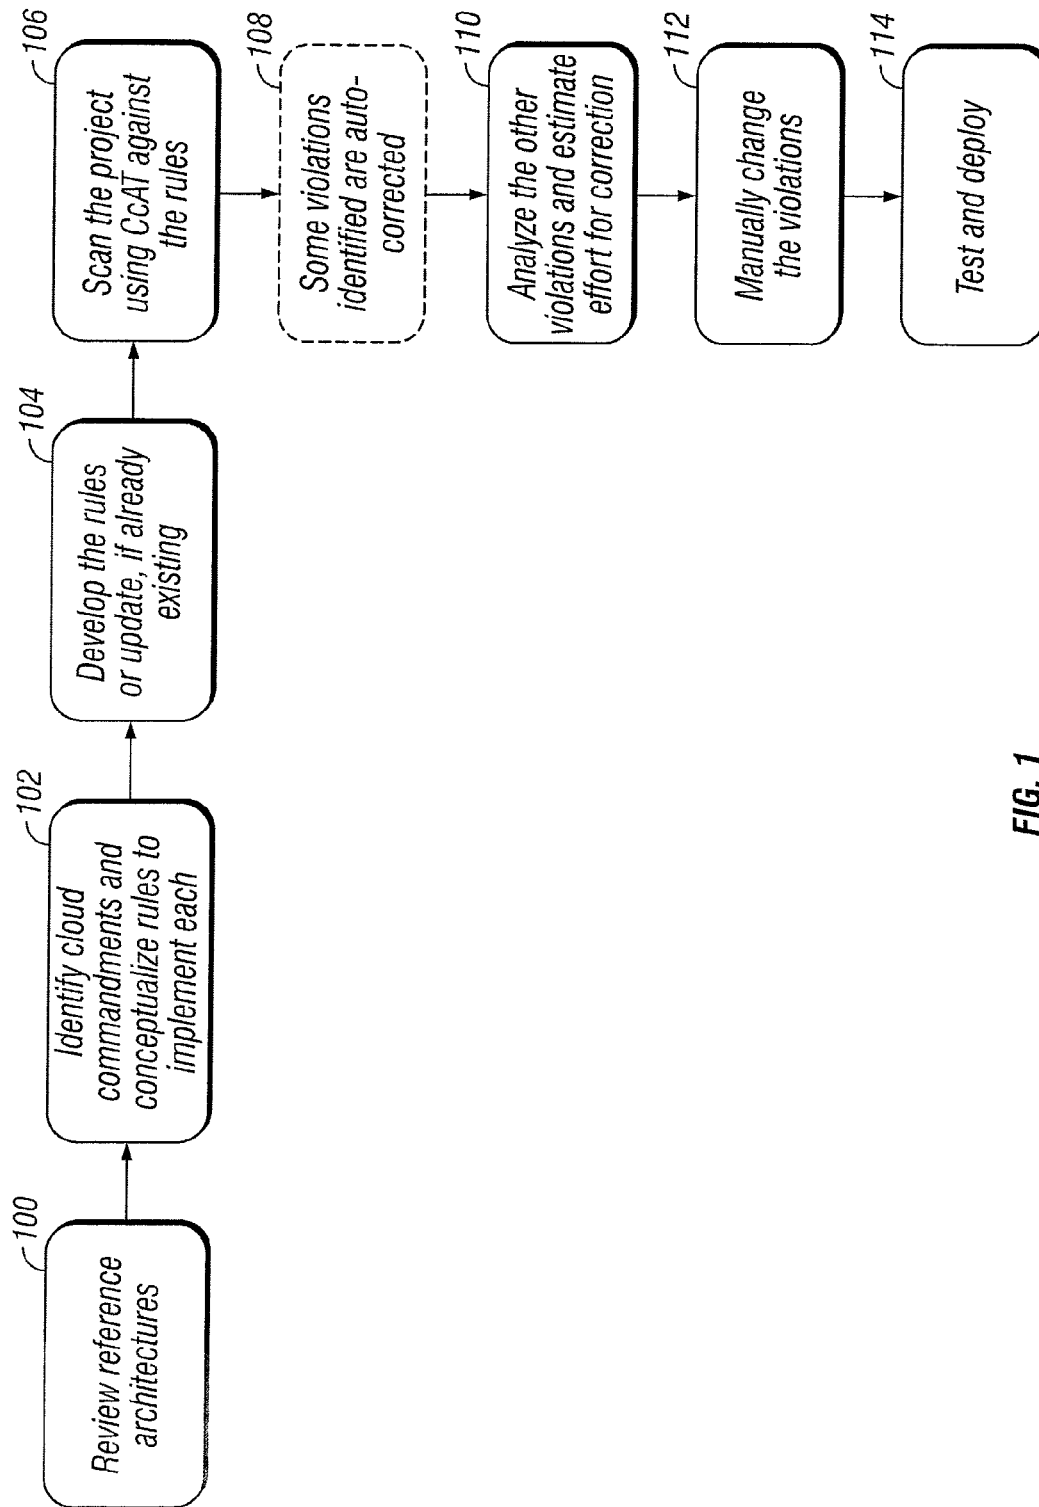 100
Review reference
architectures
102
Identify cloud
commandments and
conceptualize rules to
implement each
104
Develop the rules
or update, if already
existing
106
Scan the project
using CcAT against
the rules
108
Some violations
identified are auto-
corrected
110
Analyze the other
violations and estimate
effort for correction
112
Manually change
the violations
114
Test and deploy
FIG. 1